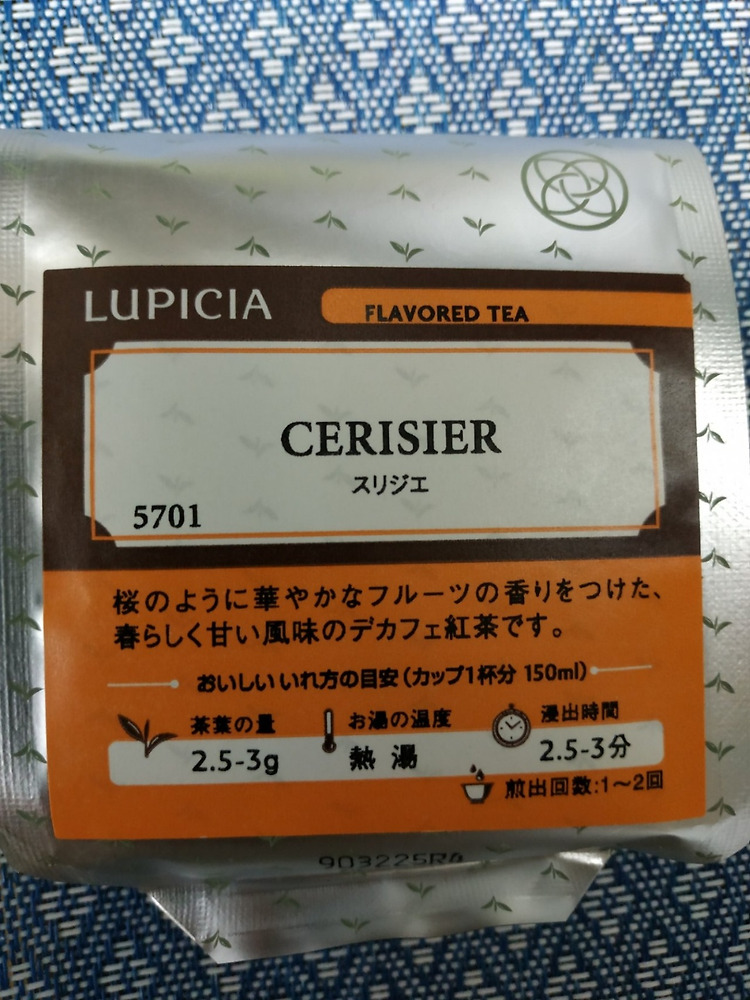 LUPICIA
FLAVORED TEA
CERISIER
スリジエ
5701
桜のように華やかなフルーツの香りをつけた、
春らしく甘い風味のデカフェ紅茶です。
おいしいいれ方の目安(カップ1杯分 150ml)
茶葉の量
2.5-3g
お湯の温度
熱湯
浸出時間
2.5-3分
煎出回数:1～2回
903225RA